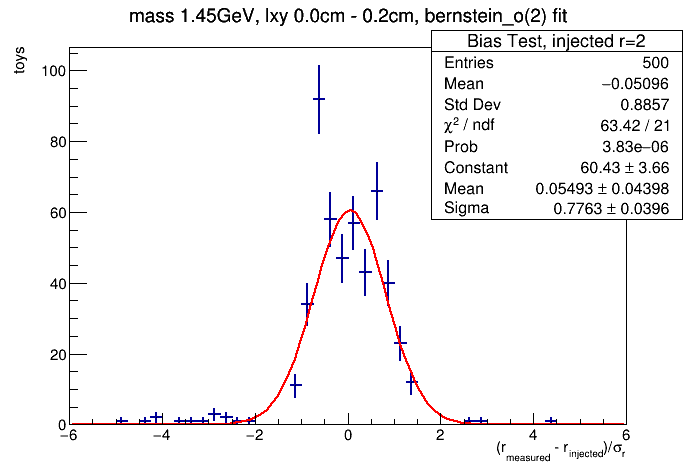 mass 1.45GeV, lxy 0.0cm - 0.2cm, bernstein_o(2) fit
toys
Bias Test, injected r=2
Entries 500
Mean −0.05096
Std Dev 0.8857
χ² / ndf 63.42 / 21
Prob 3.83e−06
Constant 60.43 ± 3.66
Mean 0.05493 ± 0.04398
Sigma 0.7763 ± 0.0396
100
80
60
40
20
0
−6 −4 −2 0 2 4 6
(r_measured - r_injected)/σ_r